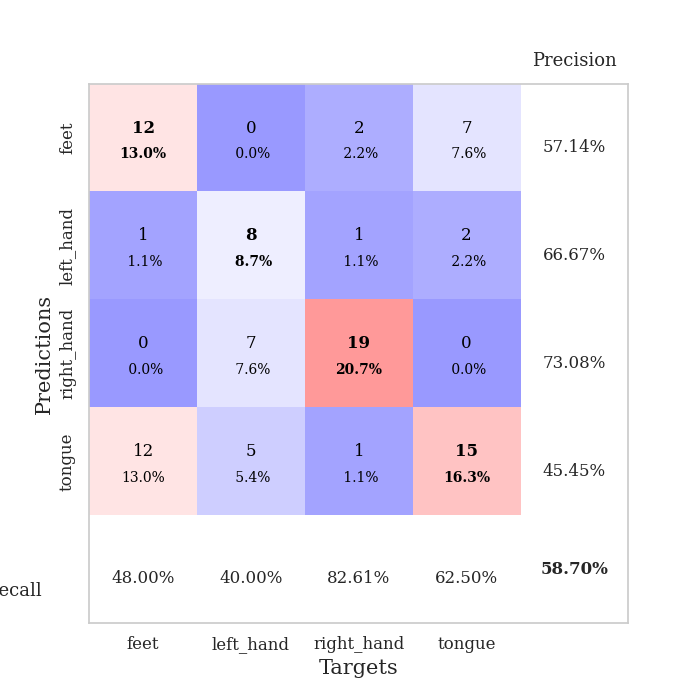 Precision
feet
12 0 2 7
13.0% 0.0% 2.2% 7.6%
57.14%
left_hand
1 8 1 2
1.1% 8.7% 1.1% 2.2%
66.67%
Predictions
right_hand
0 7 19 0
0.0% 7.6% 20.7% 0.0%
73.08%
tongue
12 5 1 15
13.0% 5.4% 1.1% 16.3%
45.45%
ecall
48.00% 40.00% 82.61% 62.50% 58.70%
feet left_hand right_hand tongue
Targets